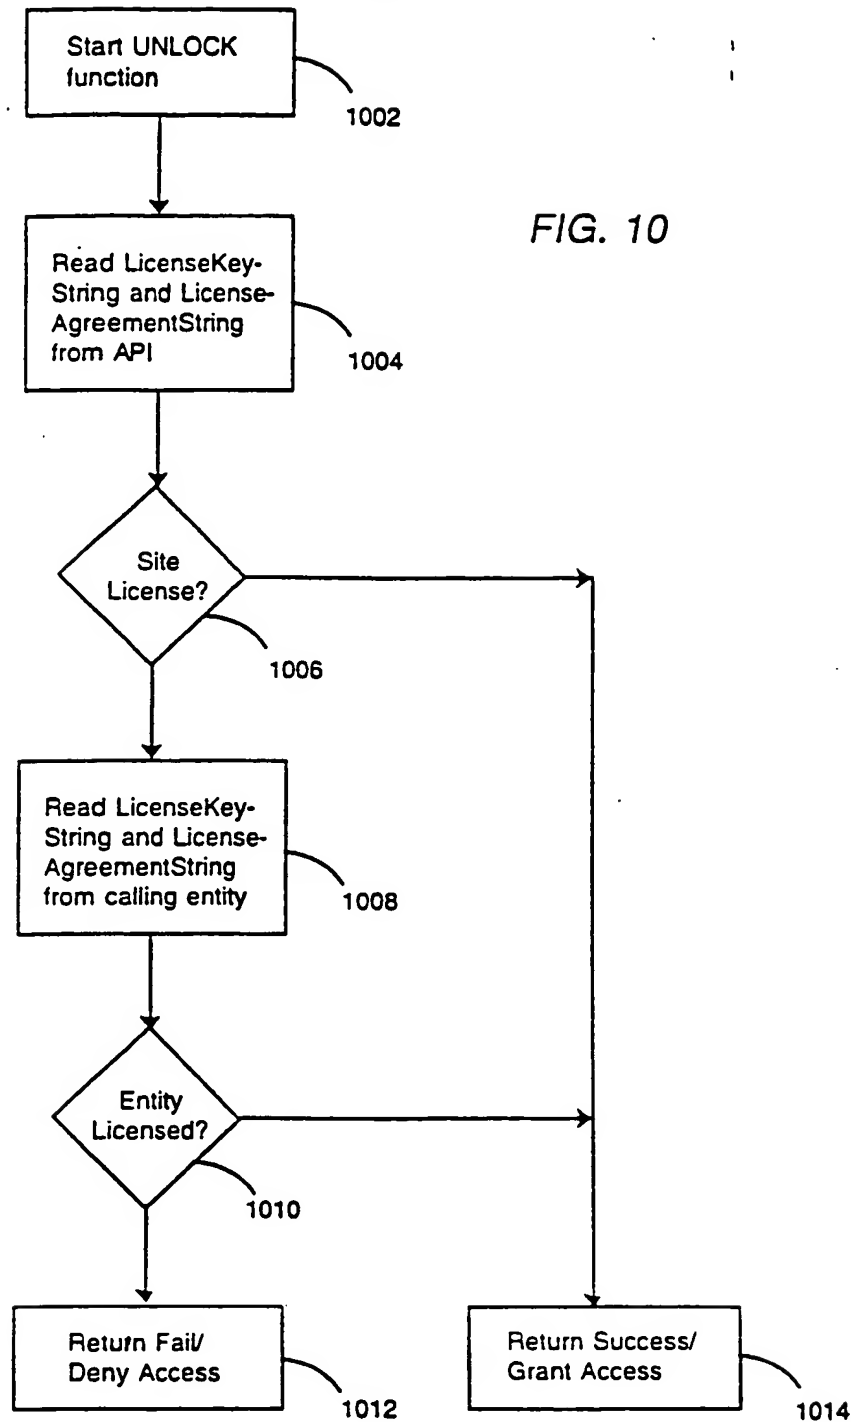 Start UNLOCK
function
1002
FIG. 10
Read LicenseKey-
String and License-
AgreementString
from API
1004
Site
License?
1006
Read LicenseKey-
String and License-
AgreementString
from calling entity
1008
Entity
Licensed?
1010
Return Fail/
Deny Access
1012
Return Success/
Grant Access
1014